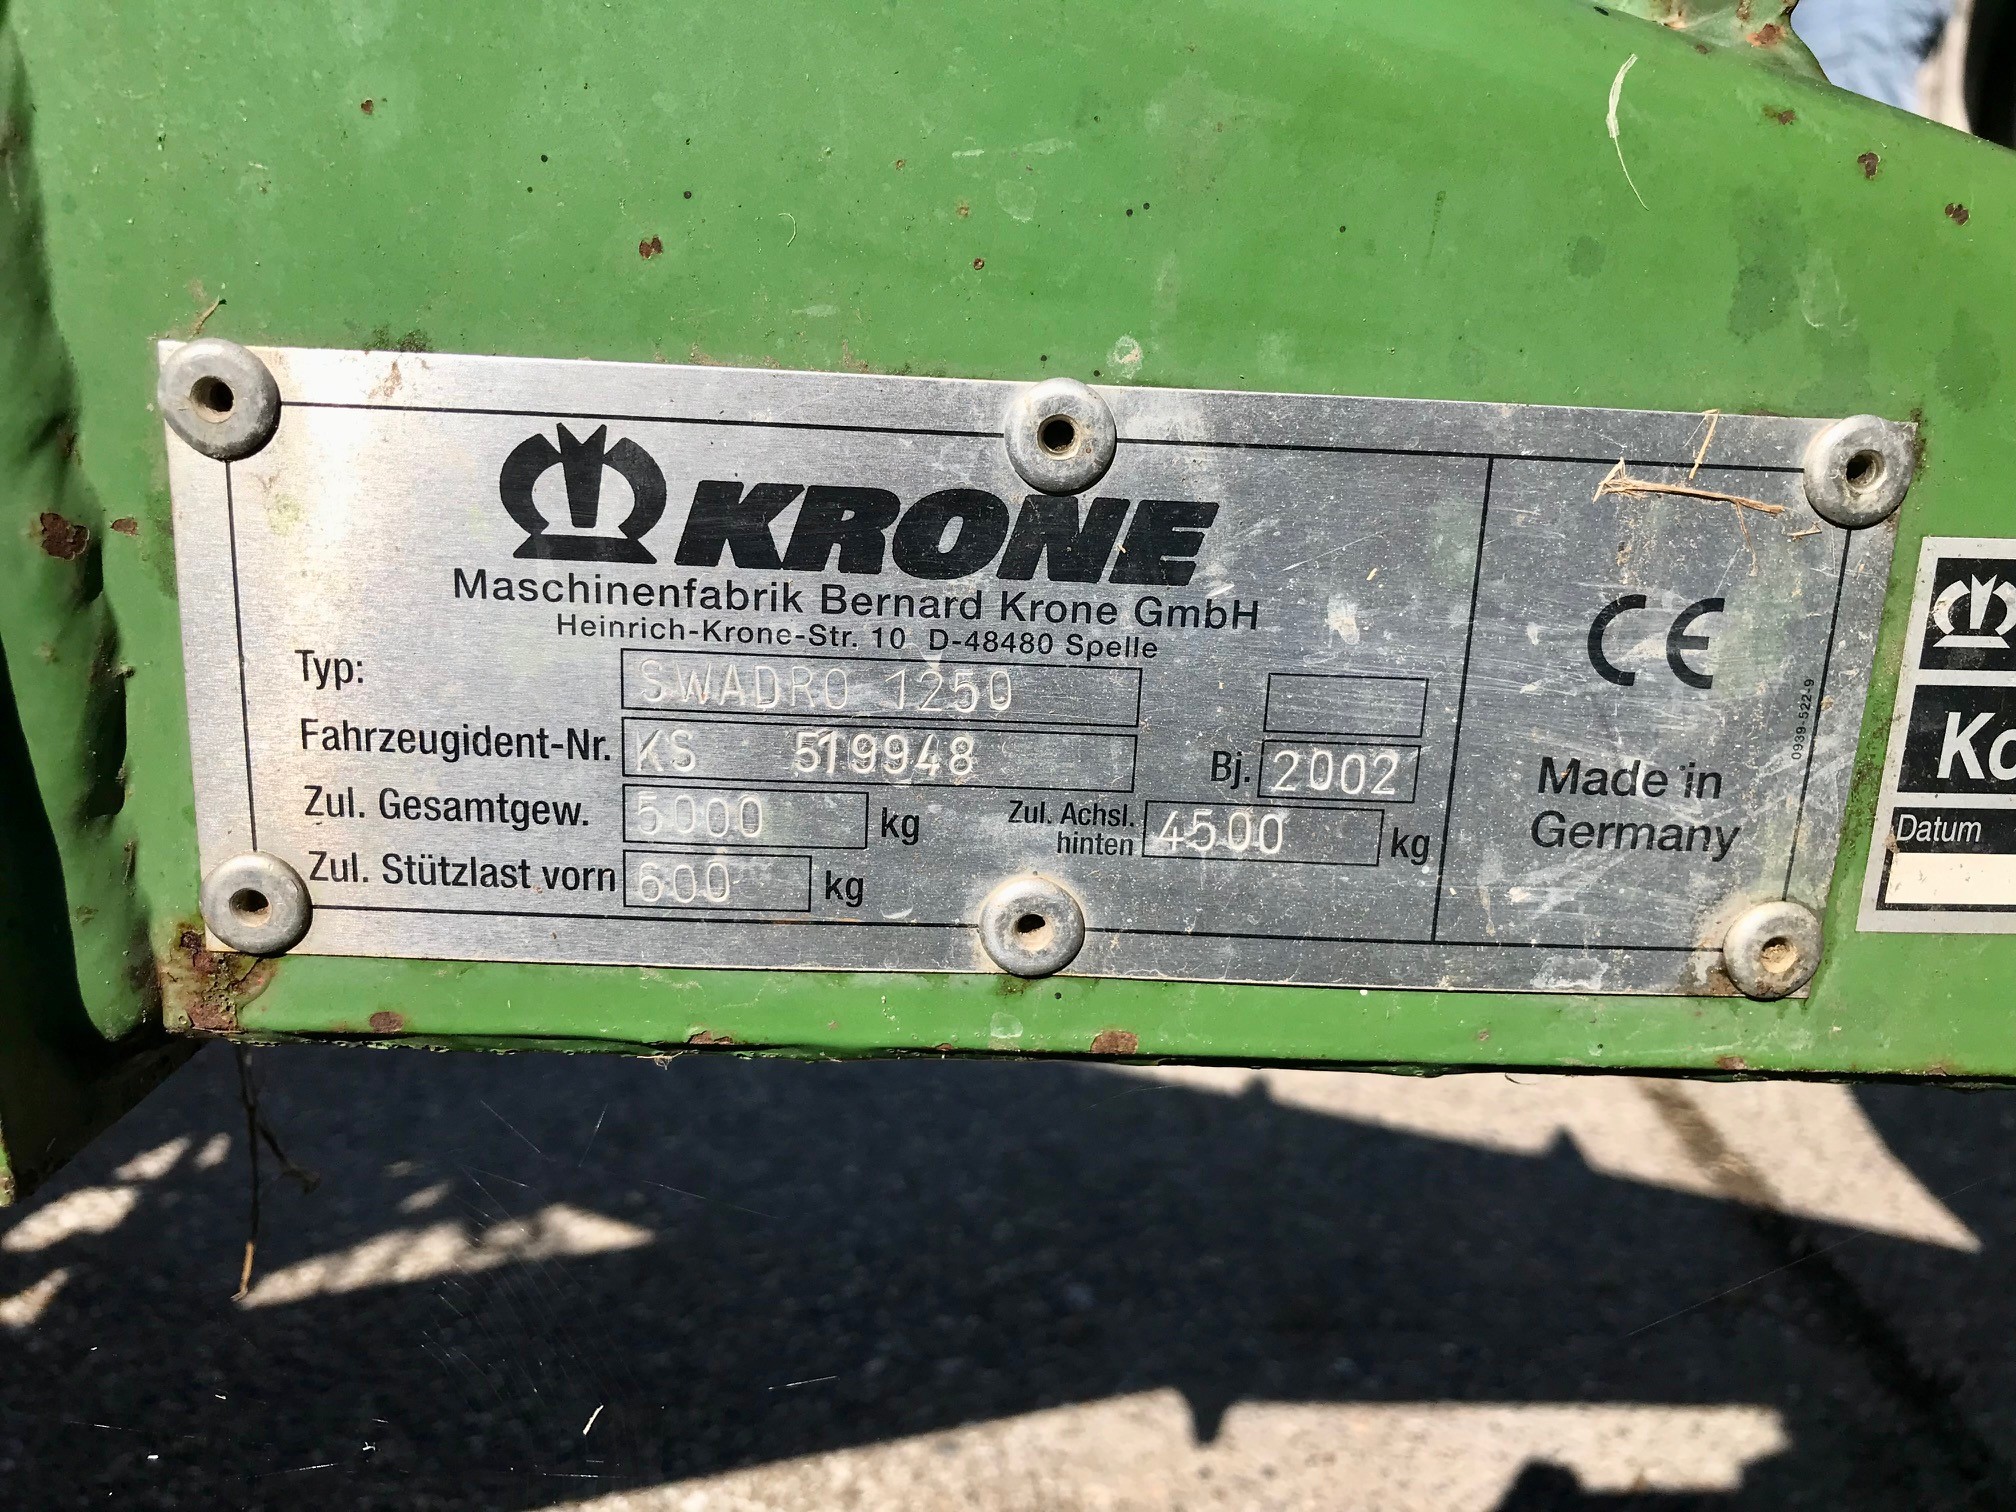 KRONE
Maschinenfabrik Bernard Krone GmbH
Heinrich-Krone-Str. 10 D-48480 Spelle
Typ: SWADRO 1250
Fahrzeugident-Nr. KS 519948 Bj. 2002
Zul. Gesamtgew. 5000 kg Zul. Achsl. hinten 4500 kg
Zul. Stützlast vorn 600 kg
CE
Made in
Germany
0939-522-9
Datum